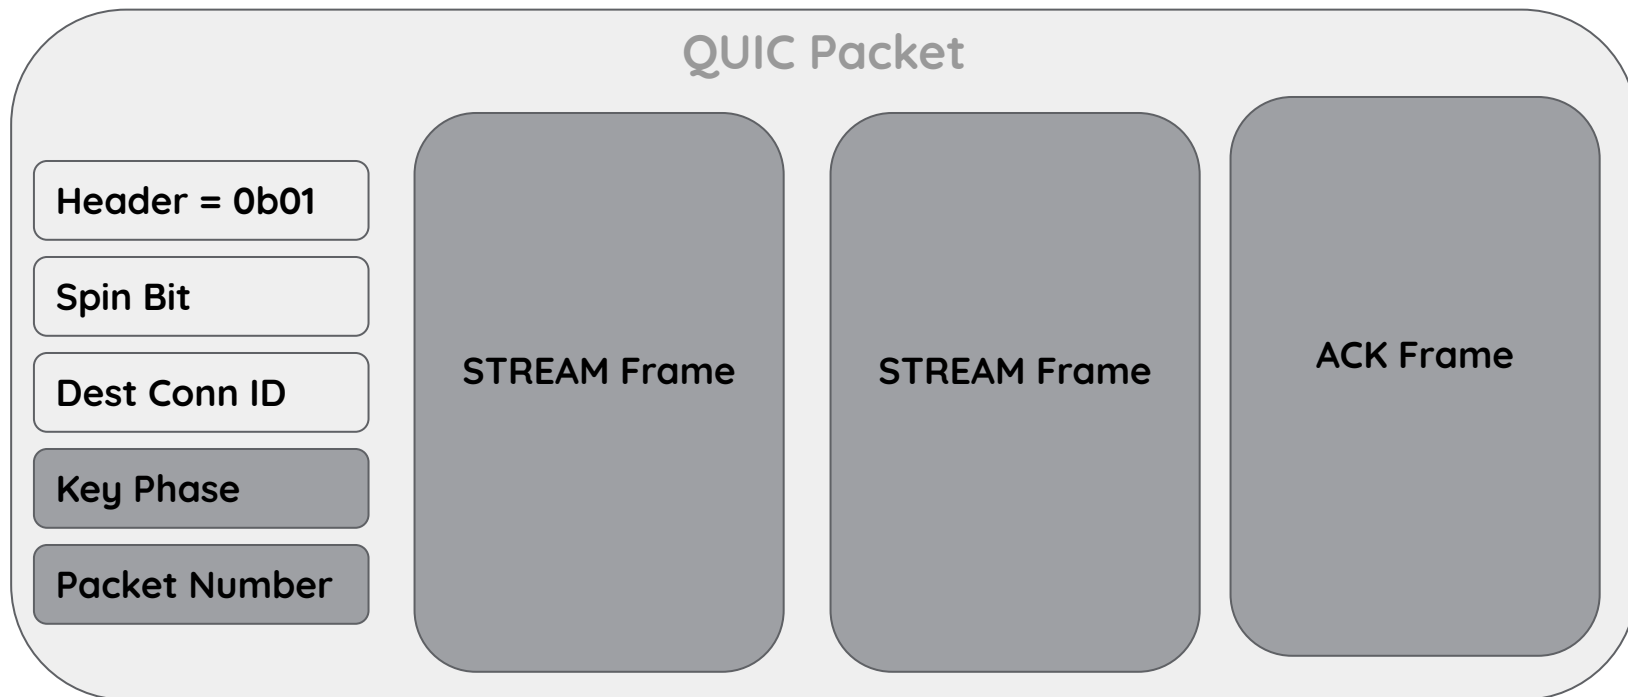 QUIC Packet
Header = 0b01
Spin Bit
Dest Conn ID
Key Phase
Packet Number
STREAM Frame
STREAM Frame
ACK Frame